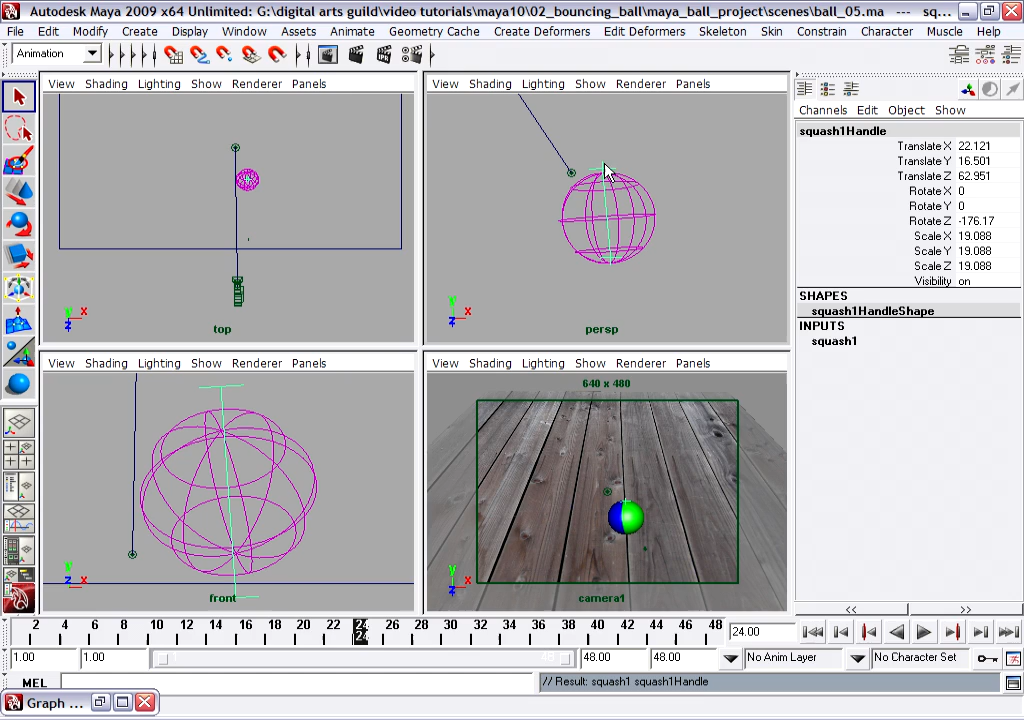 Autodesk Maya 2009 x64 Unlimited: G:\digital arts guild\video tutorials\maya10\02_bouncing_ball\maya_ball_project\scenes\ball_05.ma --- sq...
File Edit Modify Create Display Window Assets Animate Geometry Cache Create Deformers Edit Deformers Skeleton Skin Constrain Character Muscle Help
Animation
View Shading Lighting Show Renderer Panels
View Shading Lighting Show Renderer Panels
Channels Edit Object Show
squash1Handle
Translate X 22.121
Translate Y 16.501
Translate Z 62.951
Rotate X 0
Rotate Y 0
Rotate Z -176.17
Scale X 19.088
Scale Y 19.088
Scale Z 19.088
Visibility on
SHAPES
squash1HandleShape
INPUTS
squash1
y x z
top
y x z
persp
View Shading Lighting Show Renderer Panels
View Shading Lighting Show Renderer Panels
640 x 480
y z x
front
y z x
camera1
<< >>
2 4 6 8 10 12 14 16 18 20 22 24 26 28 30 32 34 36 38 40 42 44 46 48
24
24.00
1.00 1.00 1 48 48.00 48.00 No Anim Layer No Character Set
MEL // Result: squash1 squash1Handle
Graph ...